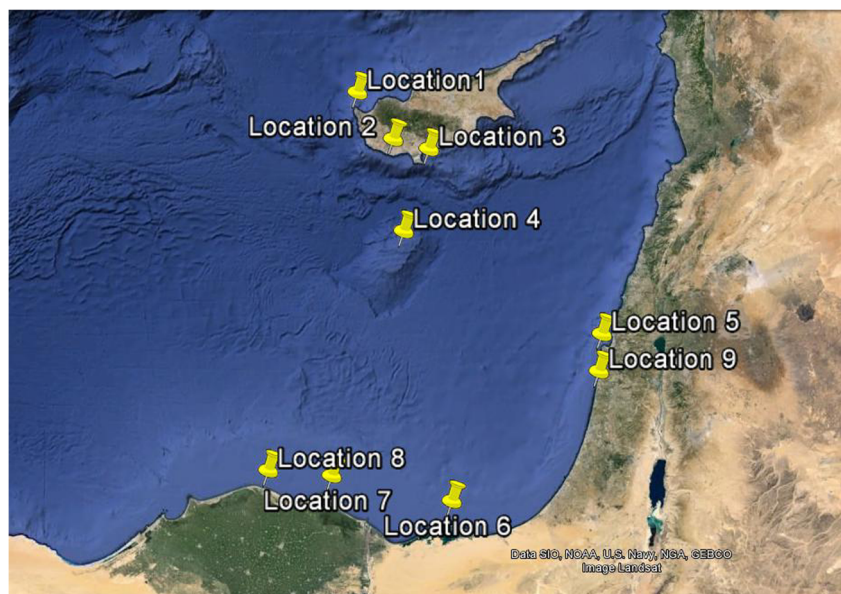 Location1
Location 2
Location 3
Location 4
Location 5
Location 9
Location 8
Location 7
Location 6
Data SIO, NOAA, U.S. Navy, NGA, GEBCO
Image Landsat